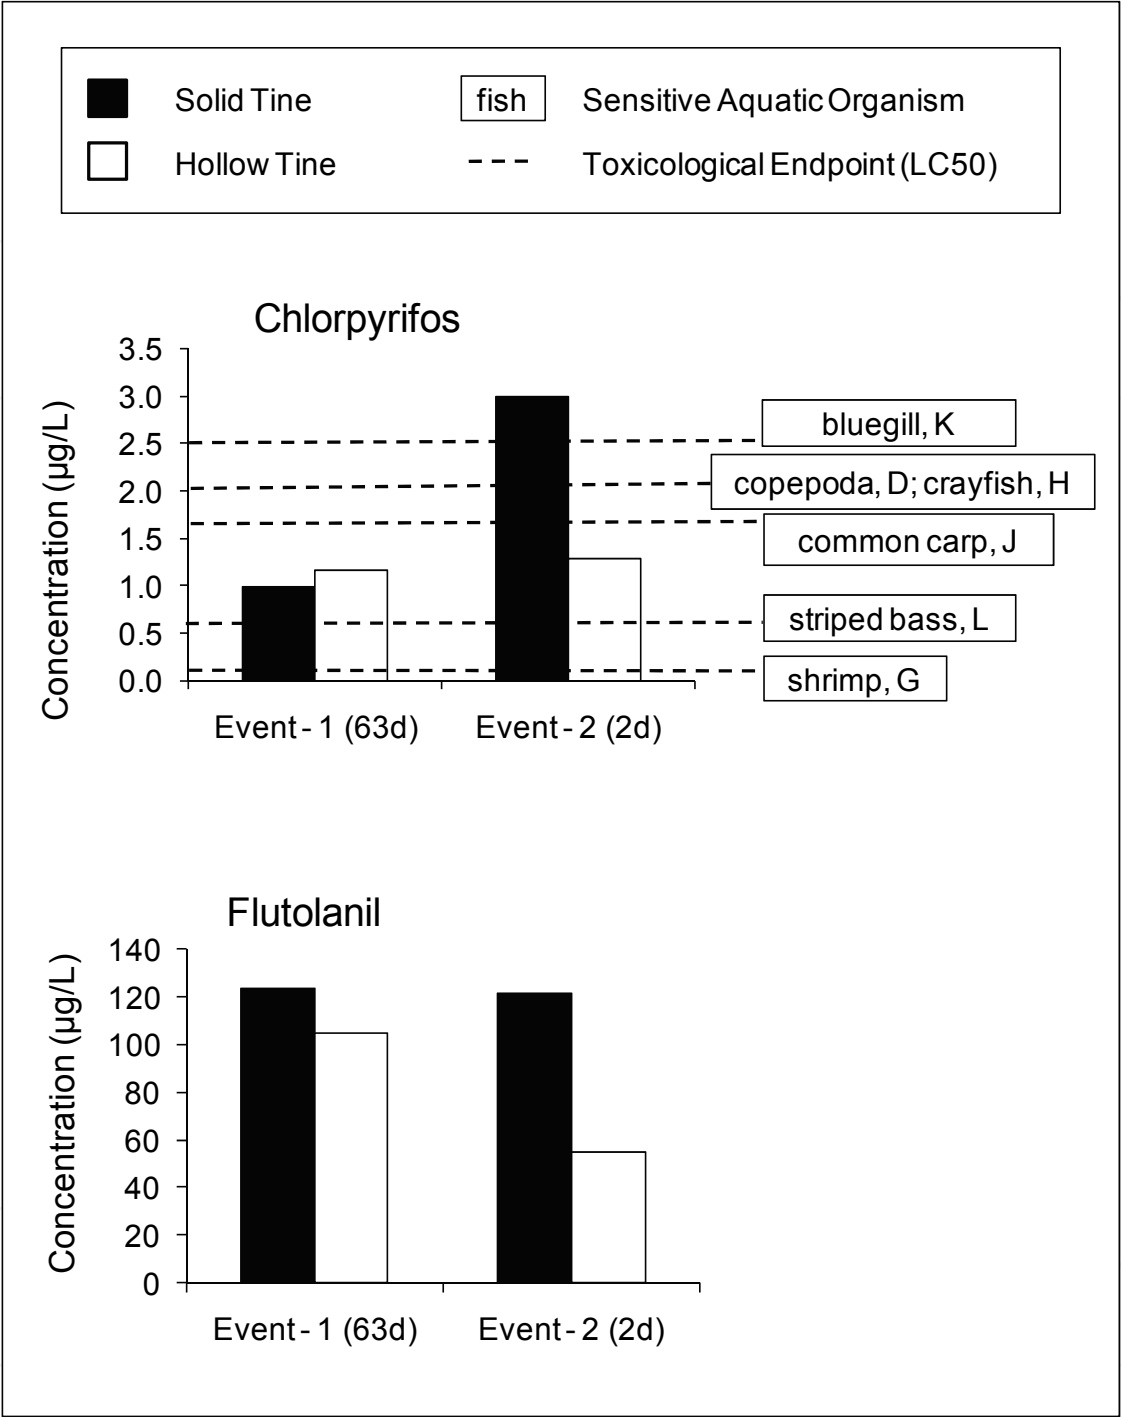 Solid Tine
fish
Sensitive Aquatic Organism
Hollow Tine
Toxicological Endpoint (LC50)
Chlorpyrifos
Concentration (µg/L)
3.5
3.0
2.5
2.0
1.5
1.0
0.5
0.0
bluegill, K
copepoda, D; crayfish, H
common carp, J
striped bass, L
shrimp, G
Event - 1 (63d)
Event - 2 (2d)
Flutolanil
Concentration (µg/L)
140
120
100
80
60
40
20
0
Event - 1 (63d)
Event - 2 (2d)